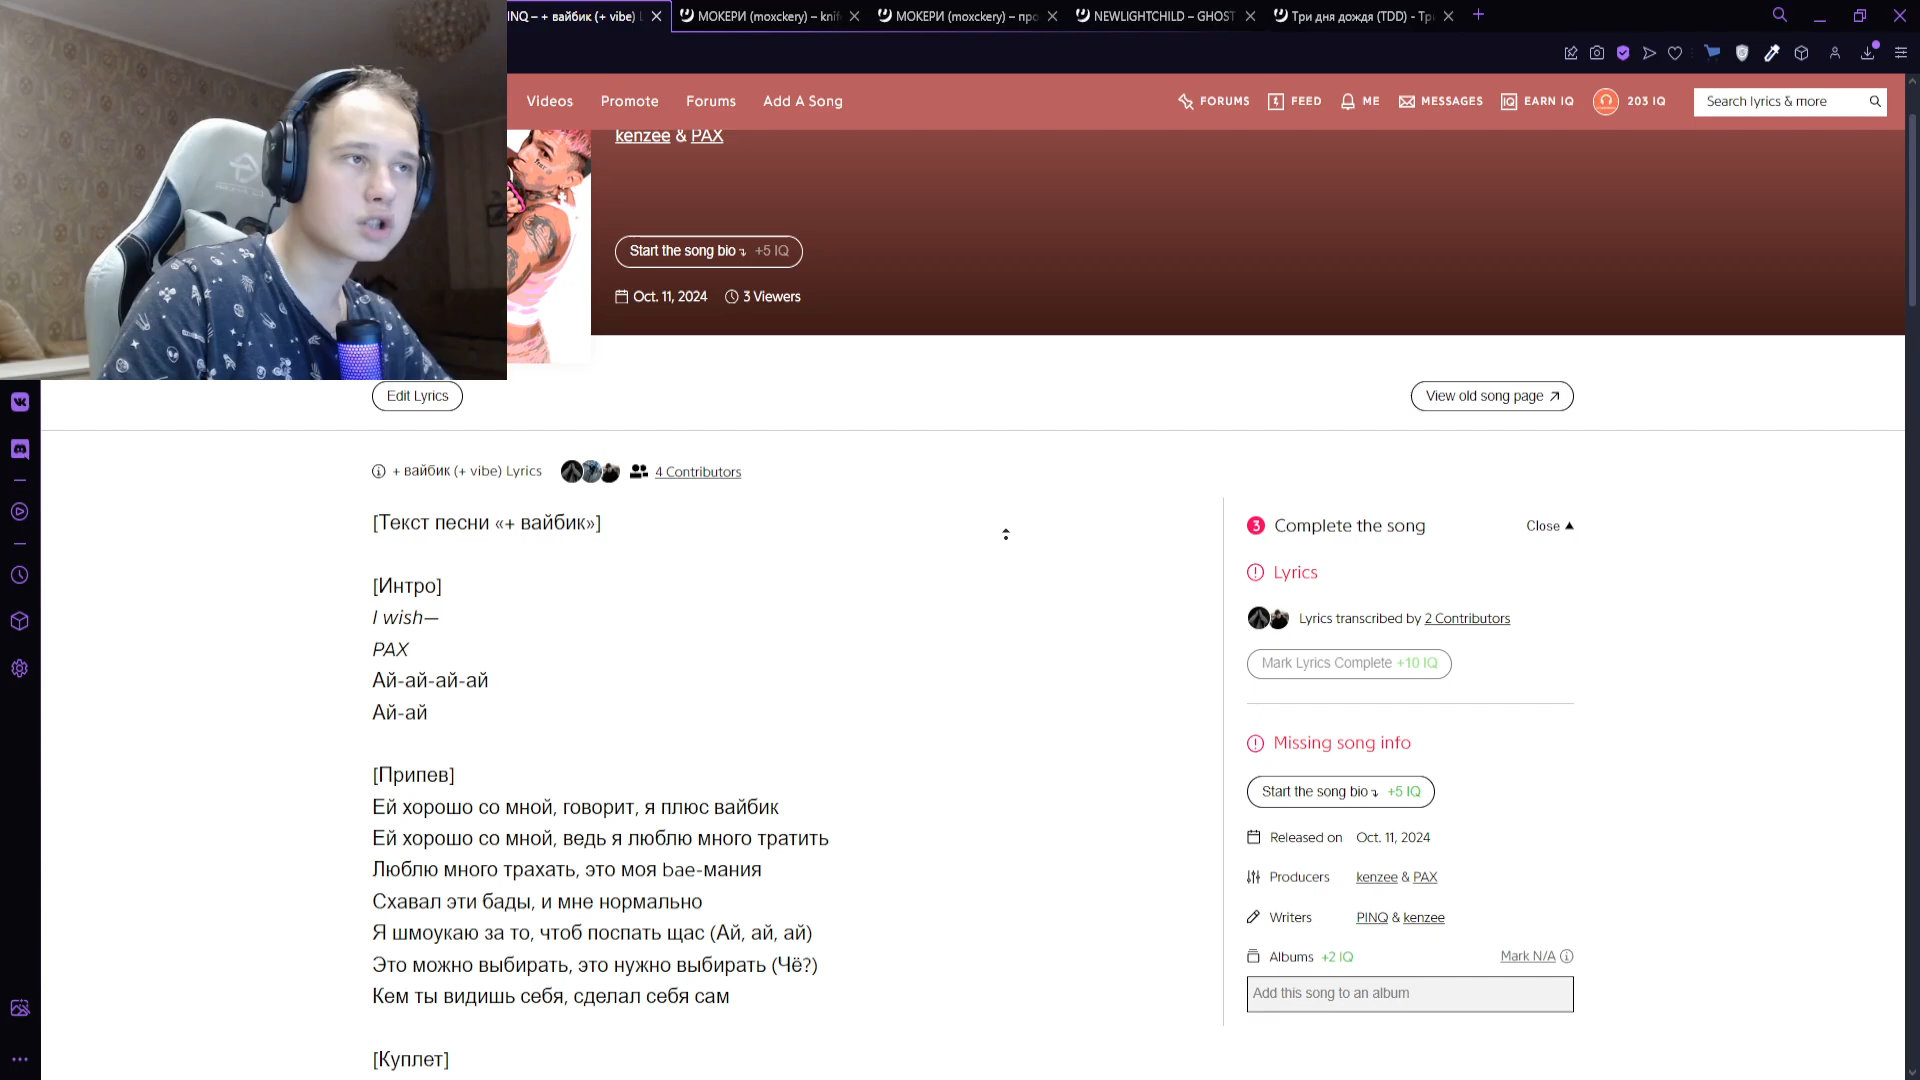 INQ – + вайбик (+ vibe)
МОКЕРИ (moxckery) – knif
МОКЕРИ (moxckery) – про
NEWLIGHTCHILD – GHOST
Три дня дождя (TDD) - Тр
Videos
Promote
Forums
Add A Song
FORUMS
FEED
ME
MESSAGES
EARN IQ
203 IQ
Search lyrics & more
kenzee & PAX
Start the song bio +5 IQ
Oct. 11, 2024
3 Viewers
Edit Lyrics
View old song page
+ вайбик (+ vibe) Lyrics
4 Contributors
[Текст песни «+ вайбик»]
[Интро]
I wish—
PAX
Ай-ай-ай-ай
Ай-ай
[Припев]
Ей хорошо со мной, говорит, я плюс вайбик
Ей хорошо со мной, ведь я люблю много тратить
Люблю много трахать, это моя bae-мания
Схавал эти бады, и мне нормально
Я шмоукаю за то, чтоб поспать щас (Ай, ай, ай)
Это можно выбирать, это нужно выбирать (Чё?)
Кем ты видишь себя, сделал себя сам
[Куплет]
3 Complete the song
Close
Lyrics
Lyrics transcribed by 2 Contributors
Mark Lyrics Complete +10 IQ
Missing song info
Start the song bio +5 IQ
Released on Oct. 11, 2024
Producers kenzee & PAX
Writers PINQ & kenzee
Albums +2 IQ
Mark N/A
Add this song to an album